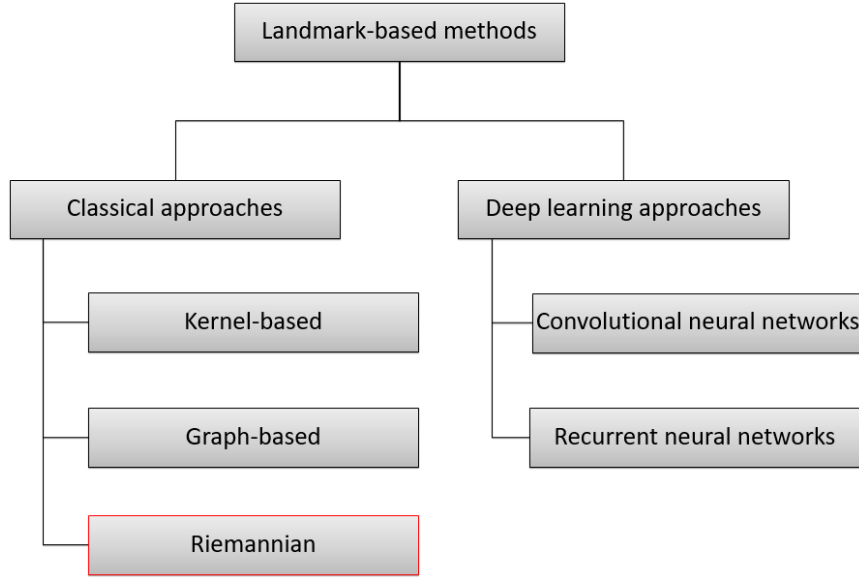 Landmark-based methods
Classical approaches
Deep learning approaches
Kernel-based
Convolutional neural networks
Graph-based
Recurrent neural networks
Riemannian